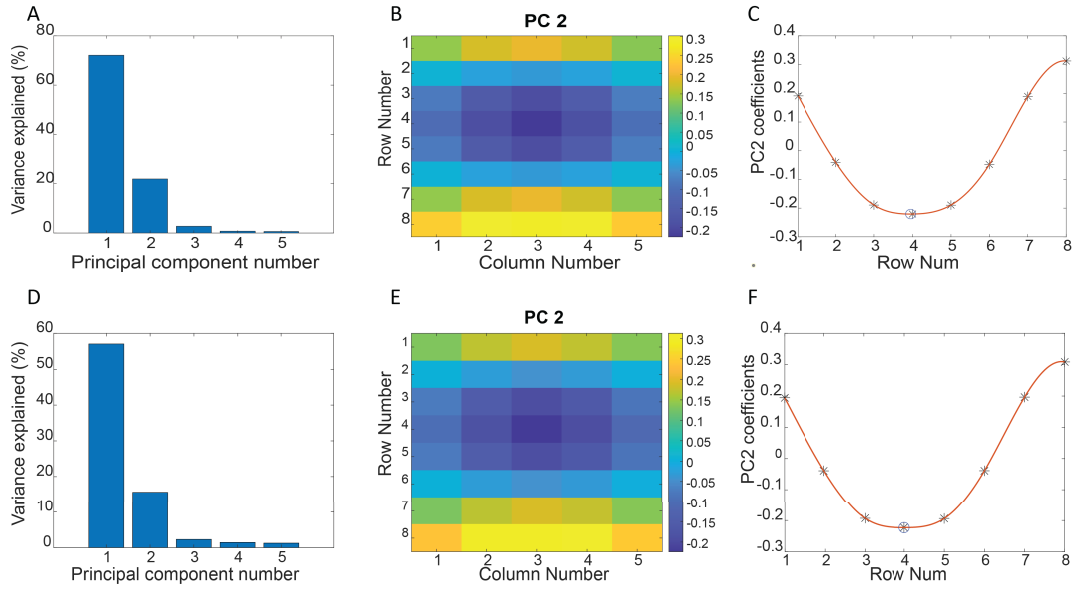 A
80
60
40
20
0
Variance explained (%)
1 2 3 4 5
Principal component number
B
PC 2
1
2
3
4
5
6
7
8
Row Number
1 2 3 4 5
Column Number
0.3
0.25
0.2
0.15
0.1
0.05
0
-0.05
-0.1
-0.15
-0.2
C
0.4
0.3
0.2
0.1
0
-0.1
-0.2
-0.3
PC2 coefficients
1 2 3 4 5 6 7 8
Row Num
D
60
50
40
30
20
10
0
Variance explained (%)
1 2 3 4 5
Principal component number
E
PC 2
1
2
3
4
5
6
7
8
Row Number
1 2 3 4 5
Column Number
0.3
0.25
0.2
0.15
0.1
0.05
0
-0.05
-0.1
-0.15
-0.2
F
0.4
0.3
0.2
0.1
0
-0.1
-0.2
-0.3
PC2 coefficients
1 2 3 4 5 6 7 8
Row Num